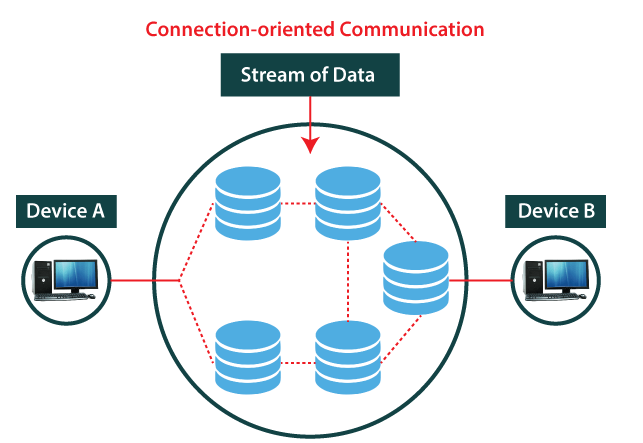 Connection-oriented Communication
Stream of Data
Device A
Device B